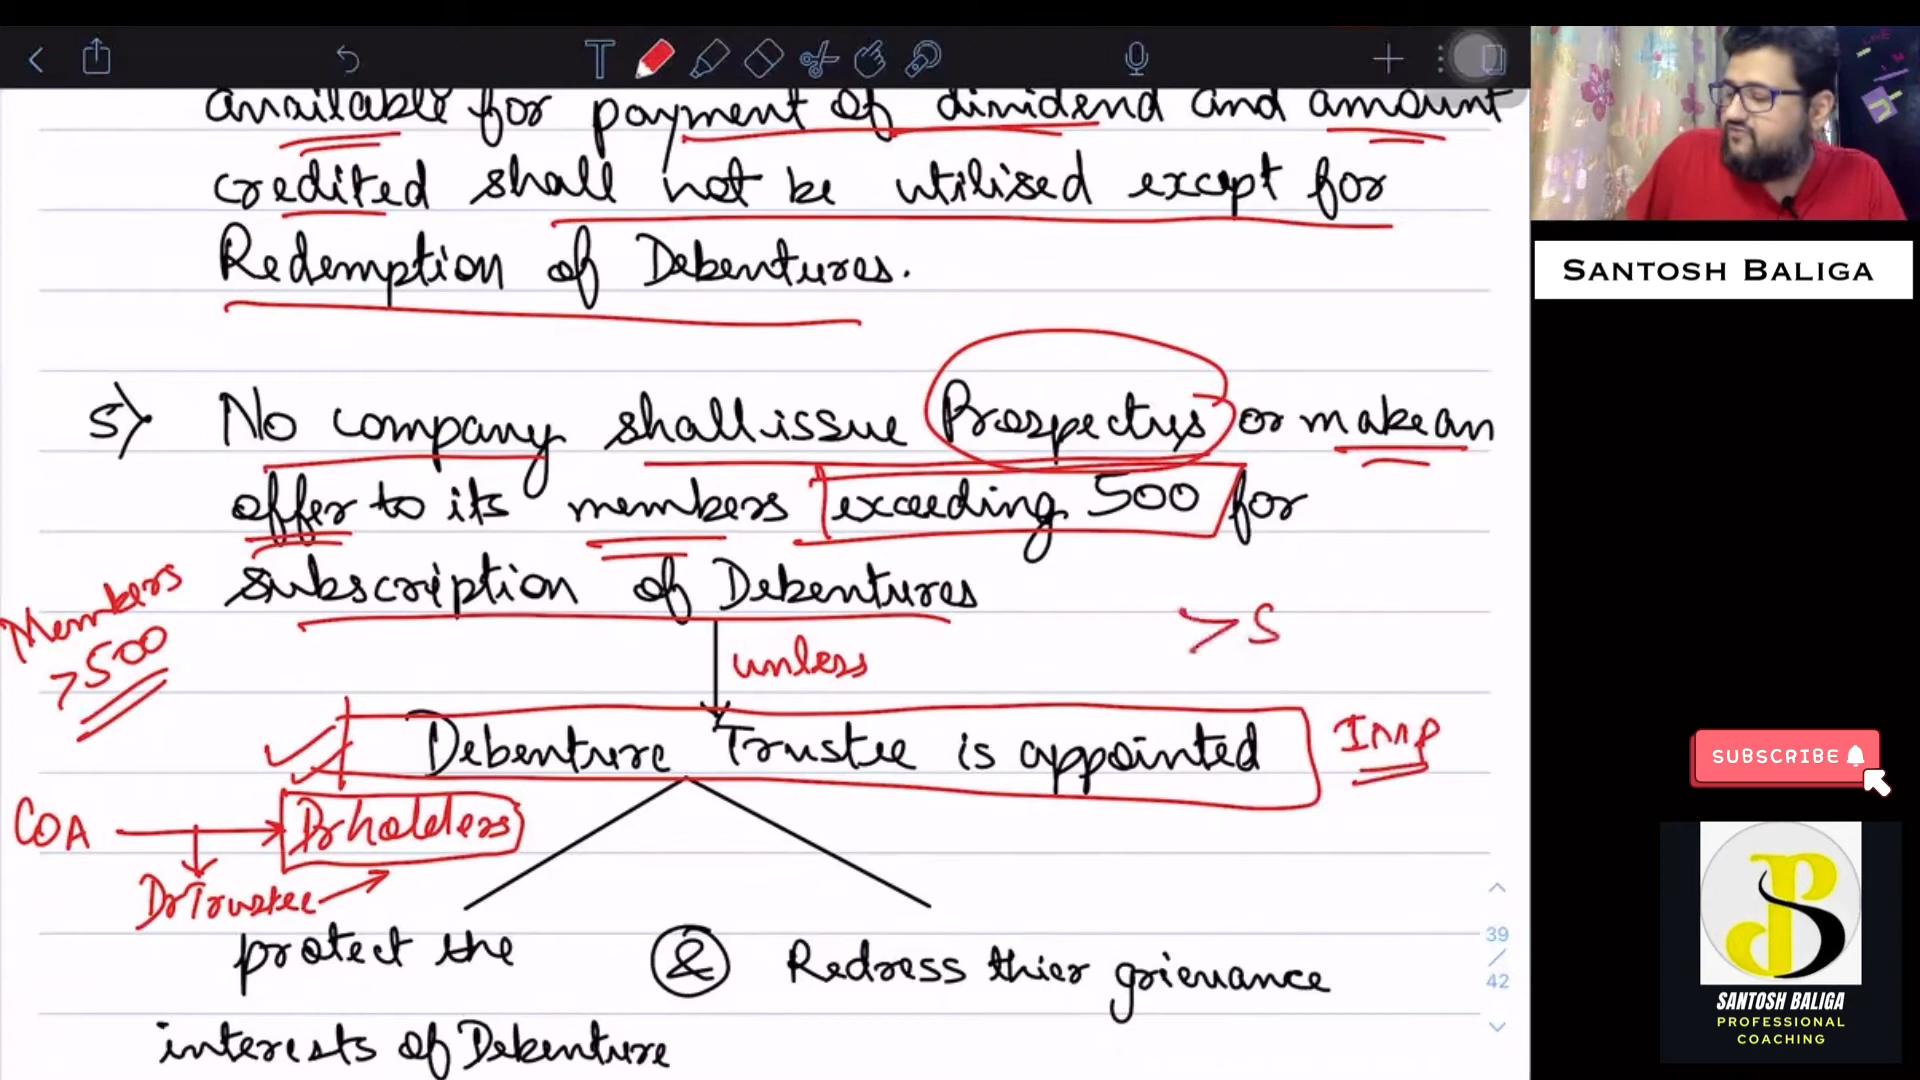 available for payment of dividend and amount
credited shall not be utilised except for
Redemption of Debentures.
5) No company shall issue Prospectus or make an
offer to its members exceeding 500 for
subscription of Debentures
Members
>500
unless
>5
Debenture Trustee is appointed
Imp
COA
Drholders
DrTrustee
protect the & Redress thier grievance
interests of Debenture
39
/
42
SANTOSH BALIGA
SUBSCRIBE
SANTOSH BALIGA
PROFESSIONAL
COACHING